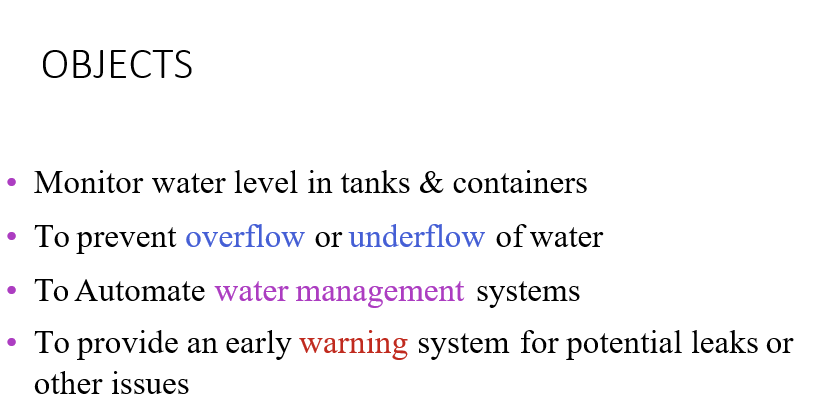 OBJECTS
• Monitor water level in tanks & containers
• To prevent overflow or underflow of water
• To Automate water management systems
• To provide an early warning system for potential leaks or
other issues